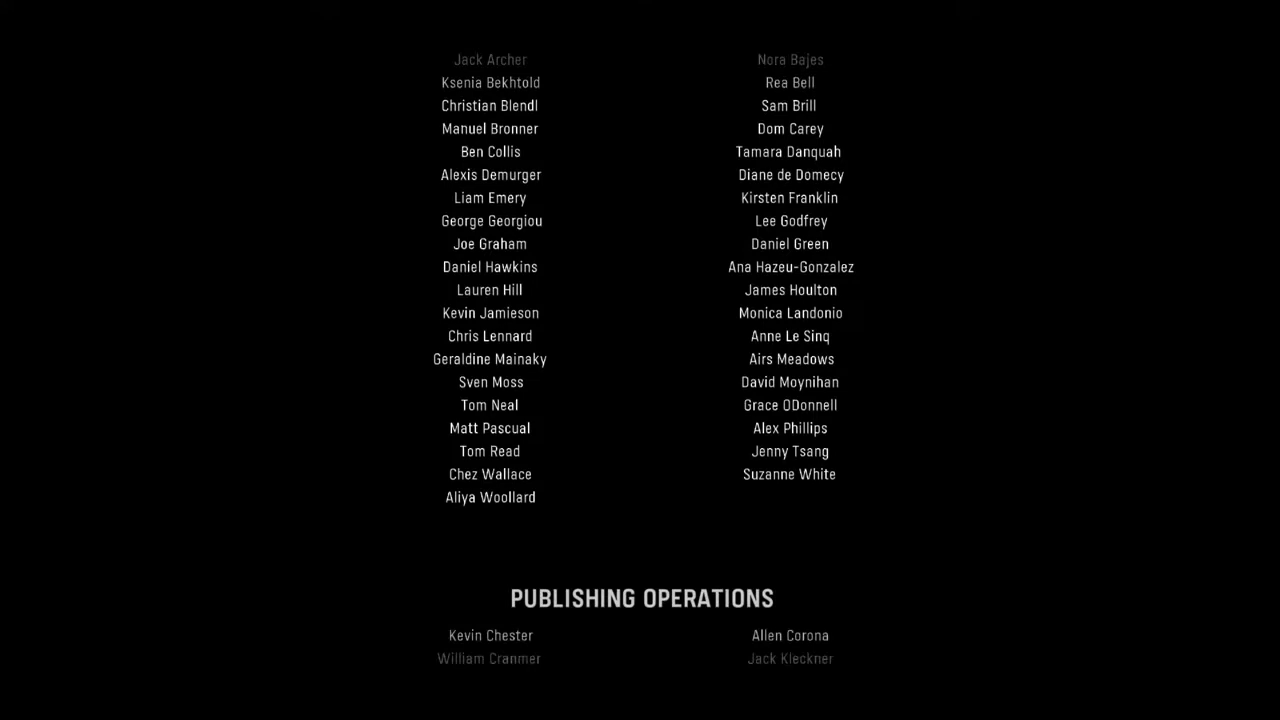 Jack Archer Nora Bajes
Ksenia Bekhtold Rea Bell
Christian Blendl Sam Brill
Manuel Bronner Dom Carey
Ben Collis Tamara Danquah
Alexis Demurger Diane de Domecy
Liam Emery Kirsten Franklin
George Georgiou Lee Godfrey
Joe Graham Daniel Green
Daniel Hawkins Ana Hazeu-Gonzalez
Lauren Hill James Houlton
Kevin Jamieson Monica Landonio
Chris Lennard Anne Le Sinq
Geraldine Mainaky Airs Meadows
Sven Moss David Moynihan
Tom Neal Grace ODonnell
Matt Pascual Alex Phillips
Tom Read Jenny Tsang
Chez Wallace Suzanne White
Aliya Woollard
PUBLISHING OPERATIONS
Kevin Chester Allen Corona
William Cranmer Jack Kleckner